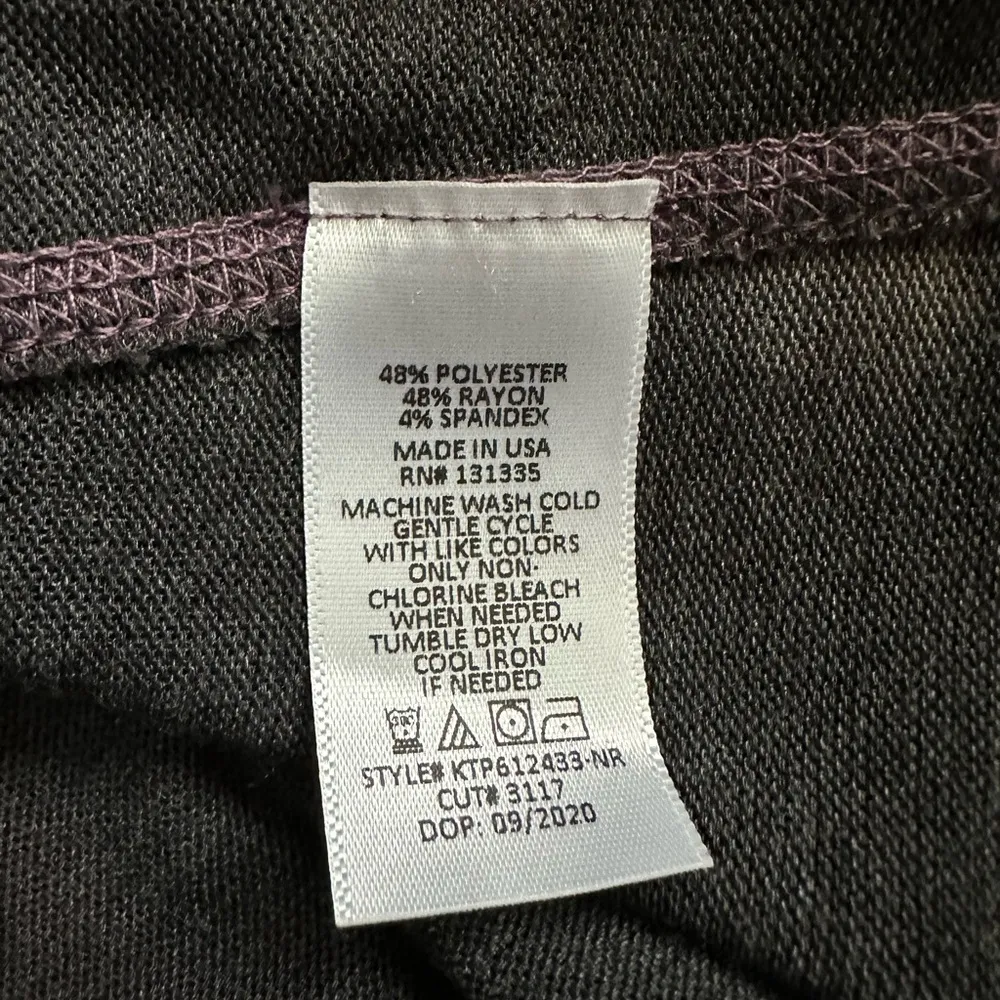 48% POLYESTER
48% RAYON
4% SPANDEX
MADE IN USA
RN# 131335
MACHINE WASH COLD
GENTLE CYCLE
WITH LIKE COLORS
ONLY NON-
CHLORINE BLEACH
WHEN NEEDED
TUMBLE DRY LOW
COOL IRON
IF NEEDED
30C
STYLE# KTP612433-NR
CUT# 3117
DOP: 09/2020